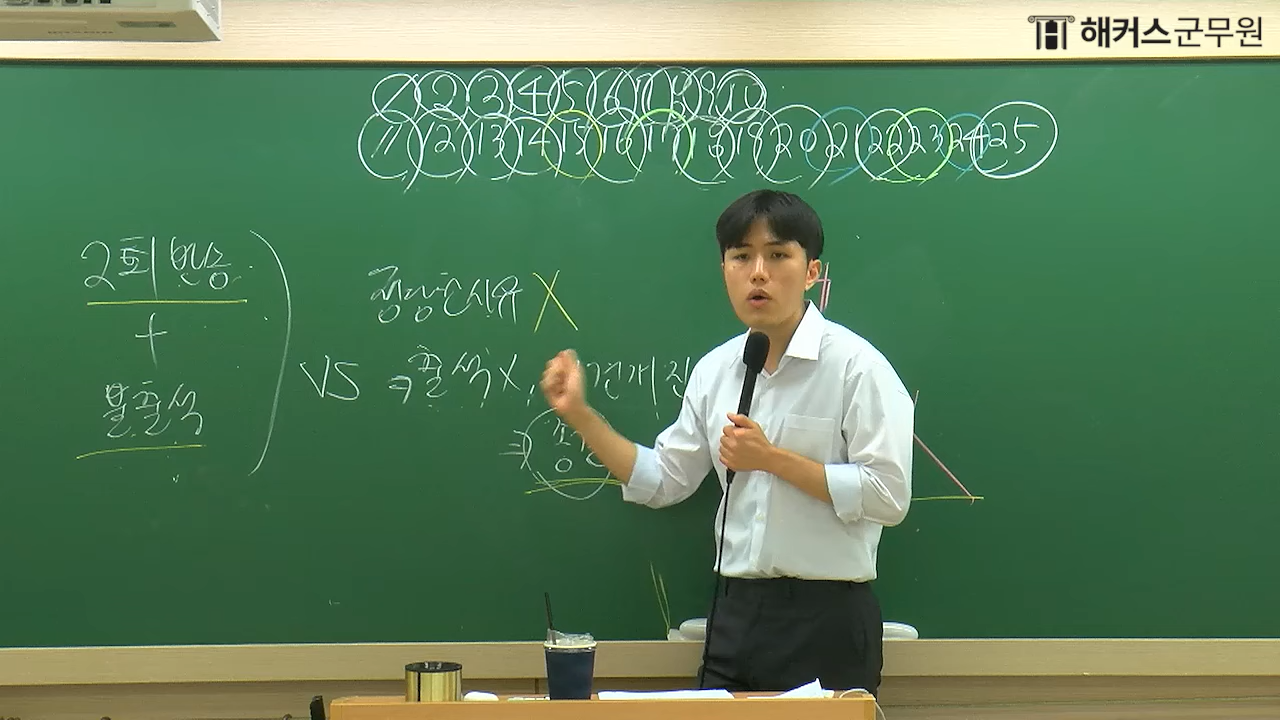 해커스군무원
1 2 3 4 5 6 7 8 9 10
11 12 13 14 15 16 17 18 19 20 21 22 23 24 25
2회 반송
+
불출석
정당한 사유 X
VS 출석X,